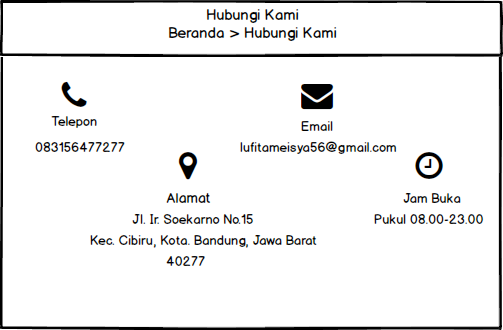 Hubungi Kami
Beranda > Hubungi Kami
Telepon
083156477277
Email
lufitameisya56@gmail.com
Alamat
Jl. Ir. Soekarno No.15
Kec. Cibiru, Kota. Bandung, Jawa Barat
40277
Jam Buka
Pukul 08.00-23.00